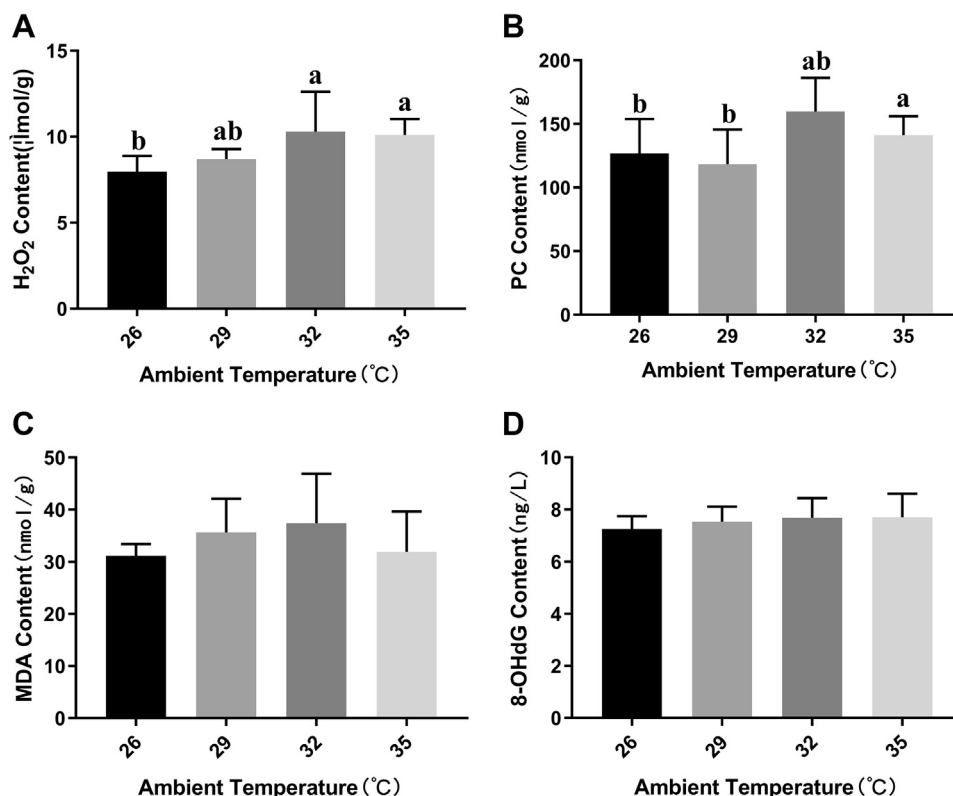 A
H₂O₂ Content(¦Ìmol/g)
15
10
5
0
b
ab
a
a
26
29
32
35
Ambient Temperature(℃)
B
PC Content(nmol/g)
200
150
100
50
0
b
b
ab
a
26
29
32
35
Ambient Temperature(℃)
C
MDA Content(nmol/g)
50
40
30
20
10
0
26
29
32
35
Ambient Temperature(℃)
D
8-OHdG Content(ng/L)
10
8
6
4
2
0
26
29
32
35
Ambient Temperature(℃)